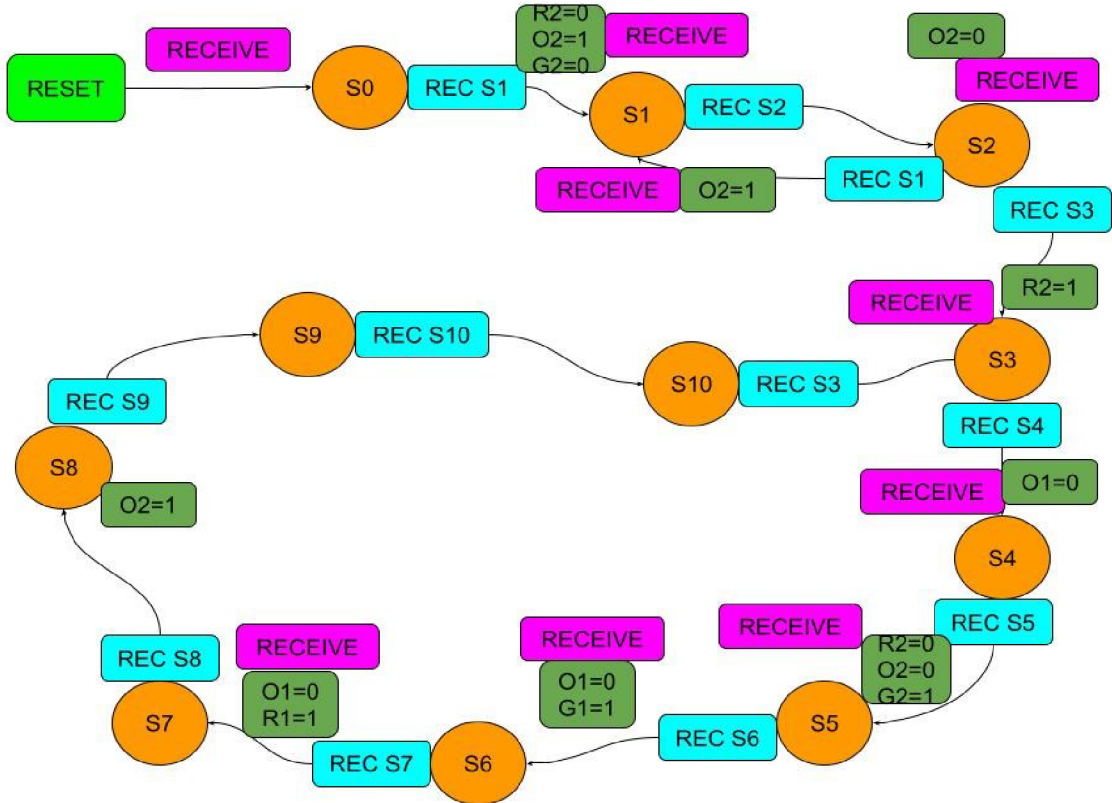 RESET
RECEIVE
S0
REC S1
R2=0
O2=1
G2=0
RECEIVE
S1
REC S2
O2=0
RECEIVE
S2
REC S1
O2=1
RECEIVE
REC S3
R2=1
RECEIVE
S3
REC S4
O1=0
RECEIVE
S4
REC S5
RECEIVE
R2=0
O2=0
G2=1
S5
REC S6
RECEIVE
O1=0
G1=1
S6
REC S7
RECEIVE
O1=0
R1=1
S7
REC S8
S8
O2=1
REC S9
S9
REC S10
S10
REC S3